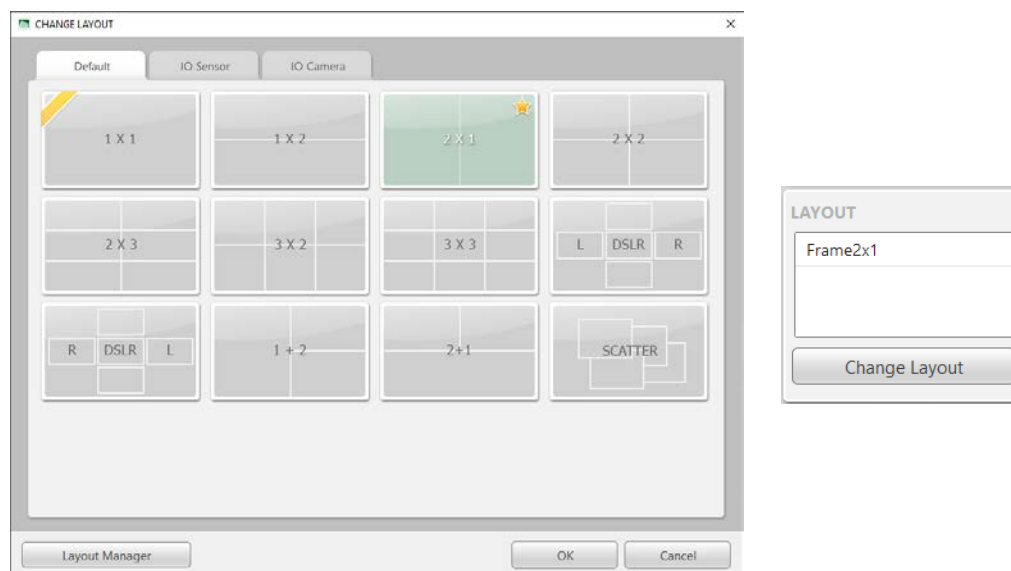 CHANGE LAYOUT
Default
IO Sensor
IO Camera
1 X 1
1 X 2
2 X 1
2 X 2
2 X 3
3 X 2
3 X 3
L DSLR R
R DSLR L
1 + 2
2+1
SCATTER
Layout Manager
OK
Cancel
LAYOUT
Frame2x1
Change Layout